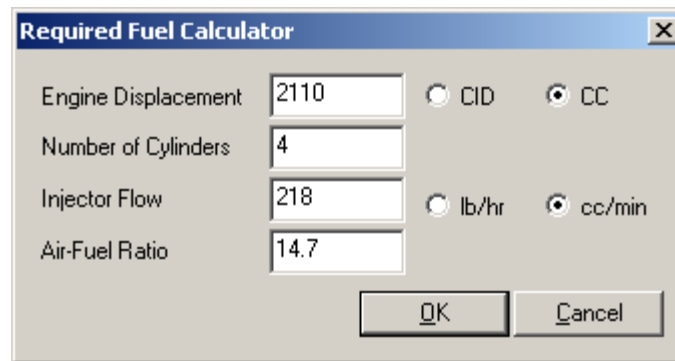 Required Fuel Calculator
Engine Displacement 2110 CID CC
Number of Cylinders 4
Injector Flow 218 lb/hr cc/min
Air-Fuel Ratio 14.7
OK Cancel